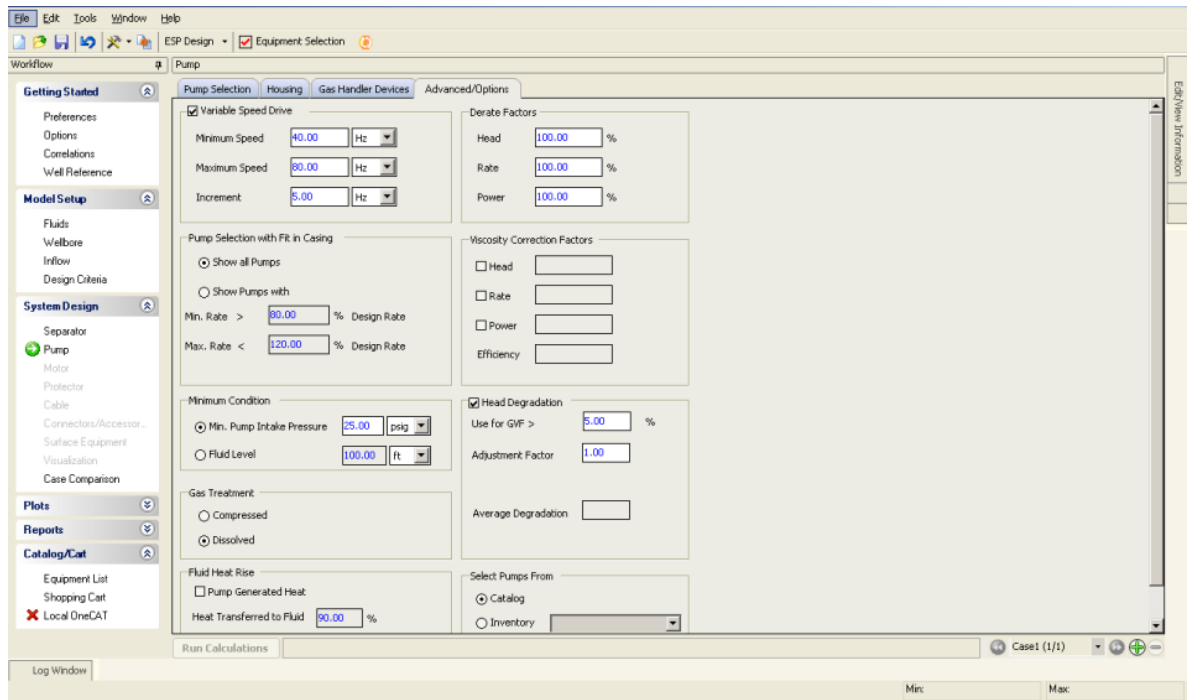 File Edit Tools Window Help
ESP Design Equipment Selection
Workflow
Pump
Getting Started
Preferences
Options
Correlations
Well Reference
Model Setup
Fluids
Wellbore
Inflow
Design Criteria
System Design
Separator
Pump
Motor
Protector
Cable
Connectors/Accessor...
Surface Equipment
Visualization
Case Comparison
Plots
Reports
Catalog/Cart
Equipment List
Shopping Cart
Local OneCAT
Pump Selection Housing Gas Handler Devices Advanced/Options
Variable Speed Drive
Minimum Speed 40.00 Hz
Maximum Speed 80.00 Hz
Increment 5.00 Hz
Pump Selection with Fit in Casing
Show all Pumps
Show Pumps with
Min. Rate > 80.00 % Design Rate
Max. Rate < 120.00 % Design Rate
Minimum Condition
Min. Pump Intake Pressure 25.00 psig
Fluid Level 100.00 ft
Gas Treatment
Compressed
Dissolved
Fluid Heat Rise
Pump Generated Heat
Heat Transferred to Fluid 90.00 %
Derate Factors
Head 100.00 %
Rate 100.00 %
Power 100.00 %
Viscosity Correction Factors
Head
Rate
Power
Efficiency
Head Degradation
Use for GVF > 5.00 %
Adjustment Factor 1.00
Average Degradation
Select Pumps From
Catalog
Inventory
Edit/View Information
Run Calculations
Case1 (1/1)
Log Window
Min: Max: